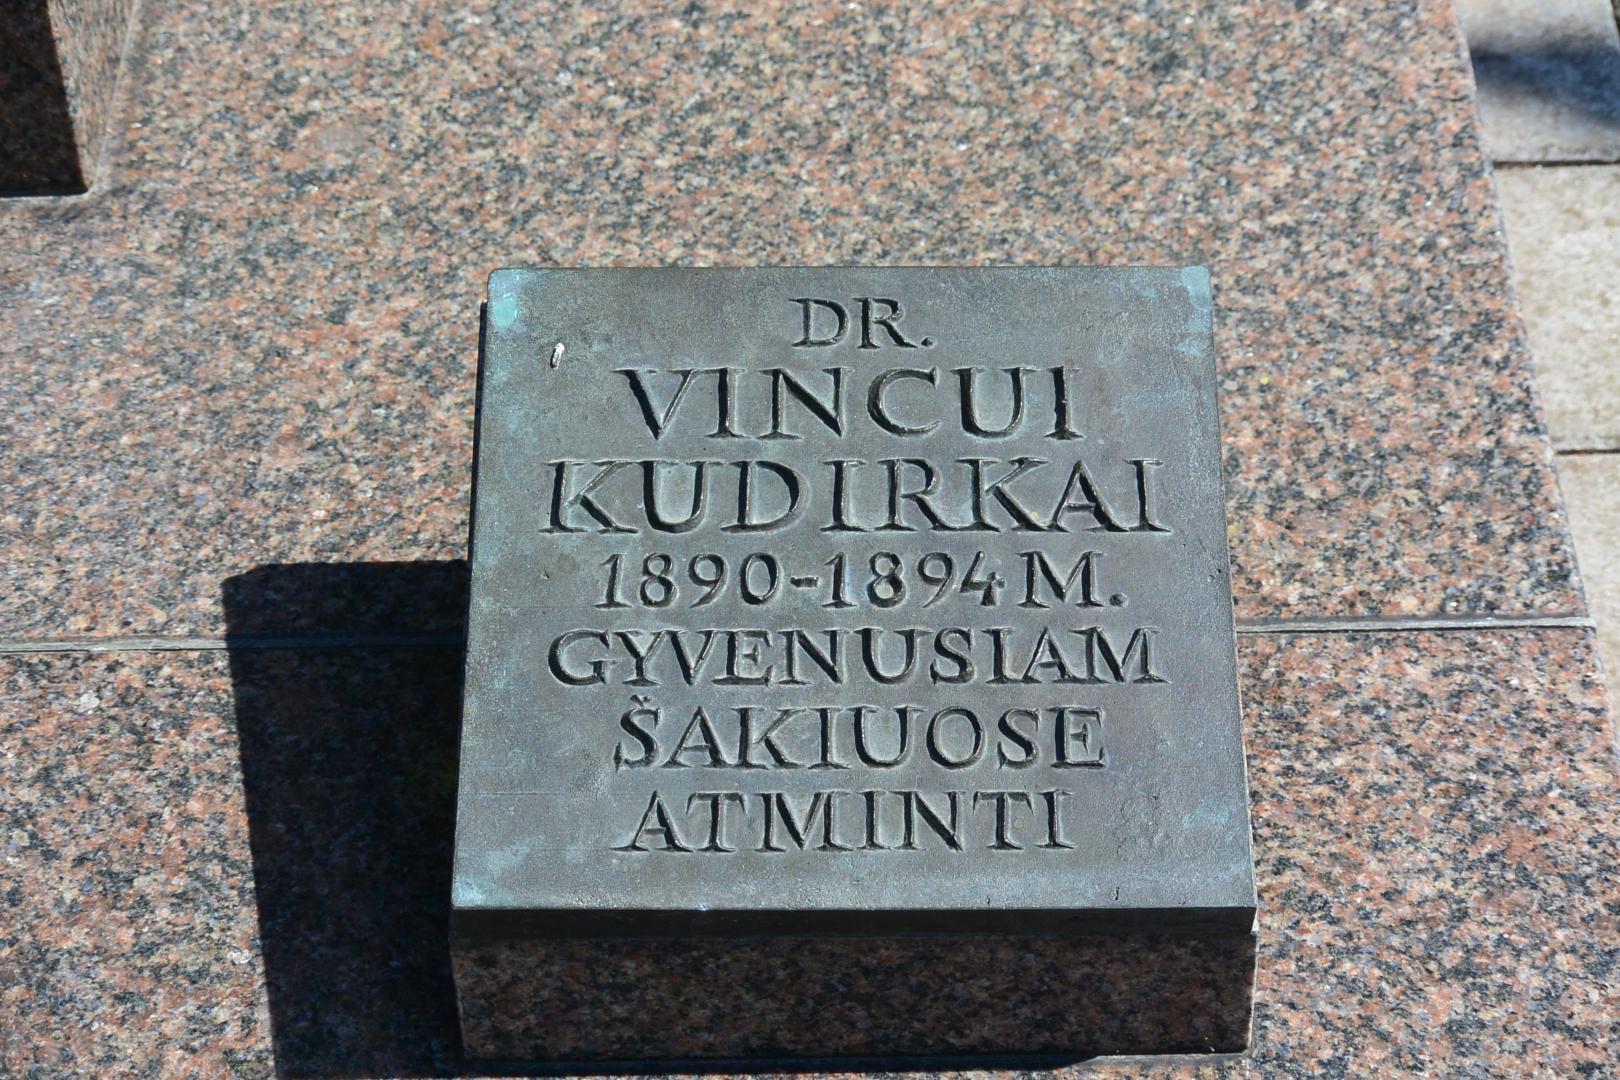 DR.
VINCUI
KUDIRKAI
1890-1894 M.
GYVENUSIAM
ŠAKIUOSE
ATMINTI